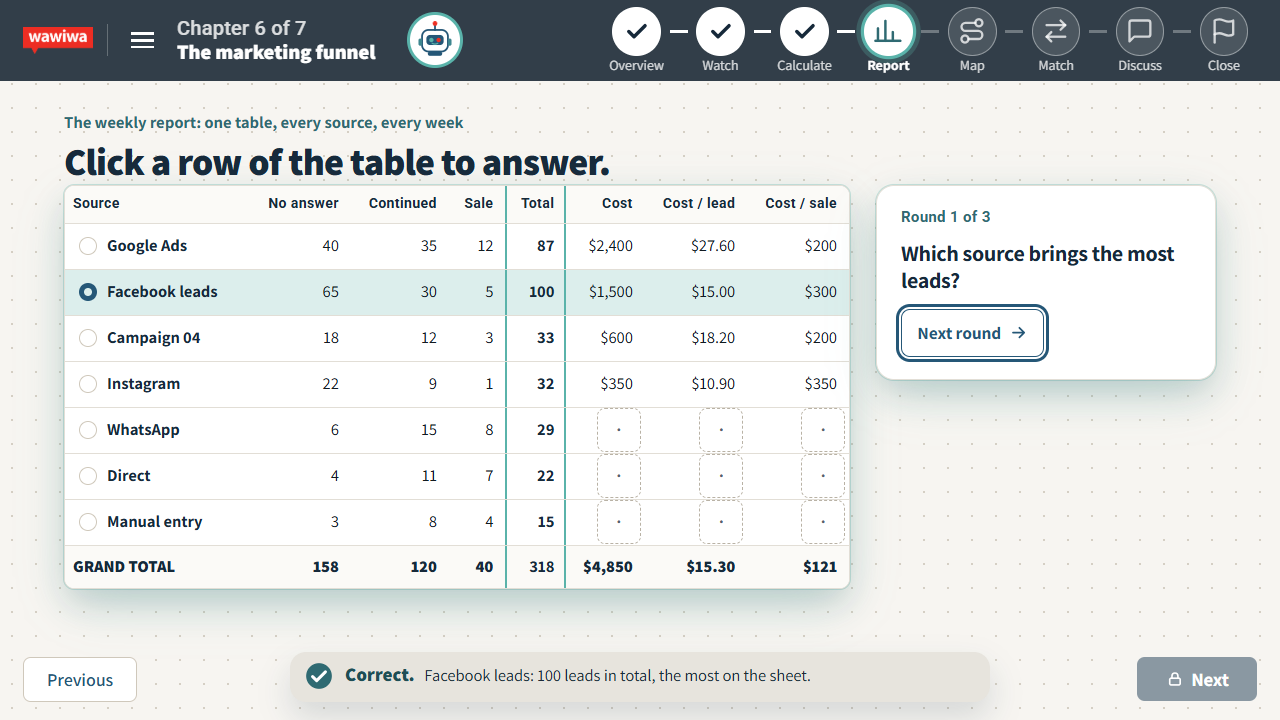 wawiwa
Chapter 6 of 7
The marketing funnel
Overview
Watch
Calculate
Report
Map
Match
Discuss
Close
The weekly report: one table, every source, every week
Click a row of the table to answer.
Source No answer Continued Sale Total Cost Cost / lead Cost / sale
Google Ads 40 35 12 87 $2,400 $27.60 $200
Facebook leads 65 30 5 100 $1,500 $15.00 $300
Campaign 04 18 12 3 33 $600 $18.20 $200
Instagram 22 9 1 32 $350 $10.90 $350
WhatsApp 6 15 8 29 · · ·
Direct 4 11 7 22 · · ·
Manual entry 3 8 4 15 · · ·
GRAND TOTAL 158 120 40 318 $4,850 $15.30 $121
Round 1 of 3
Which source brings the most
leads?
Next round
Previous
Correct. Facebook leads: 100 leads in total, the most on the sheet.
Next